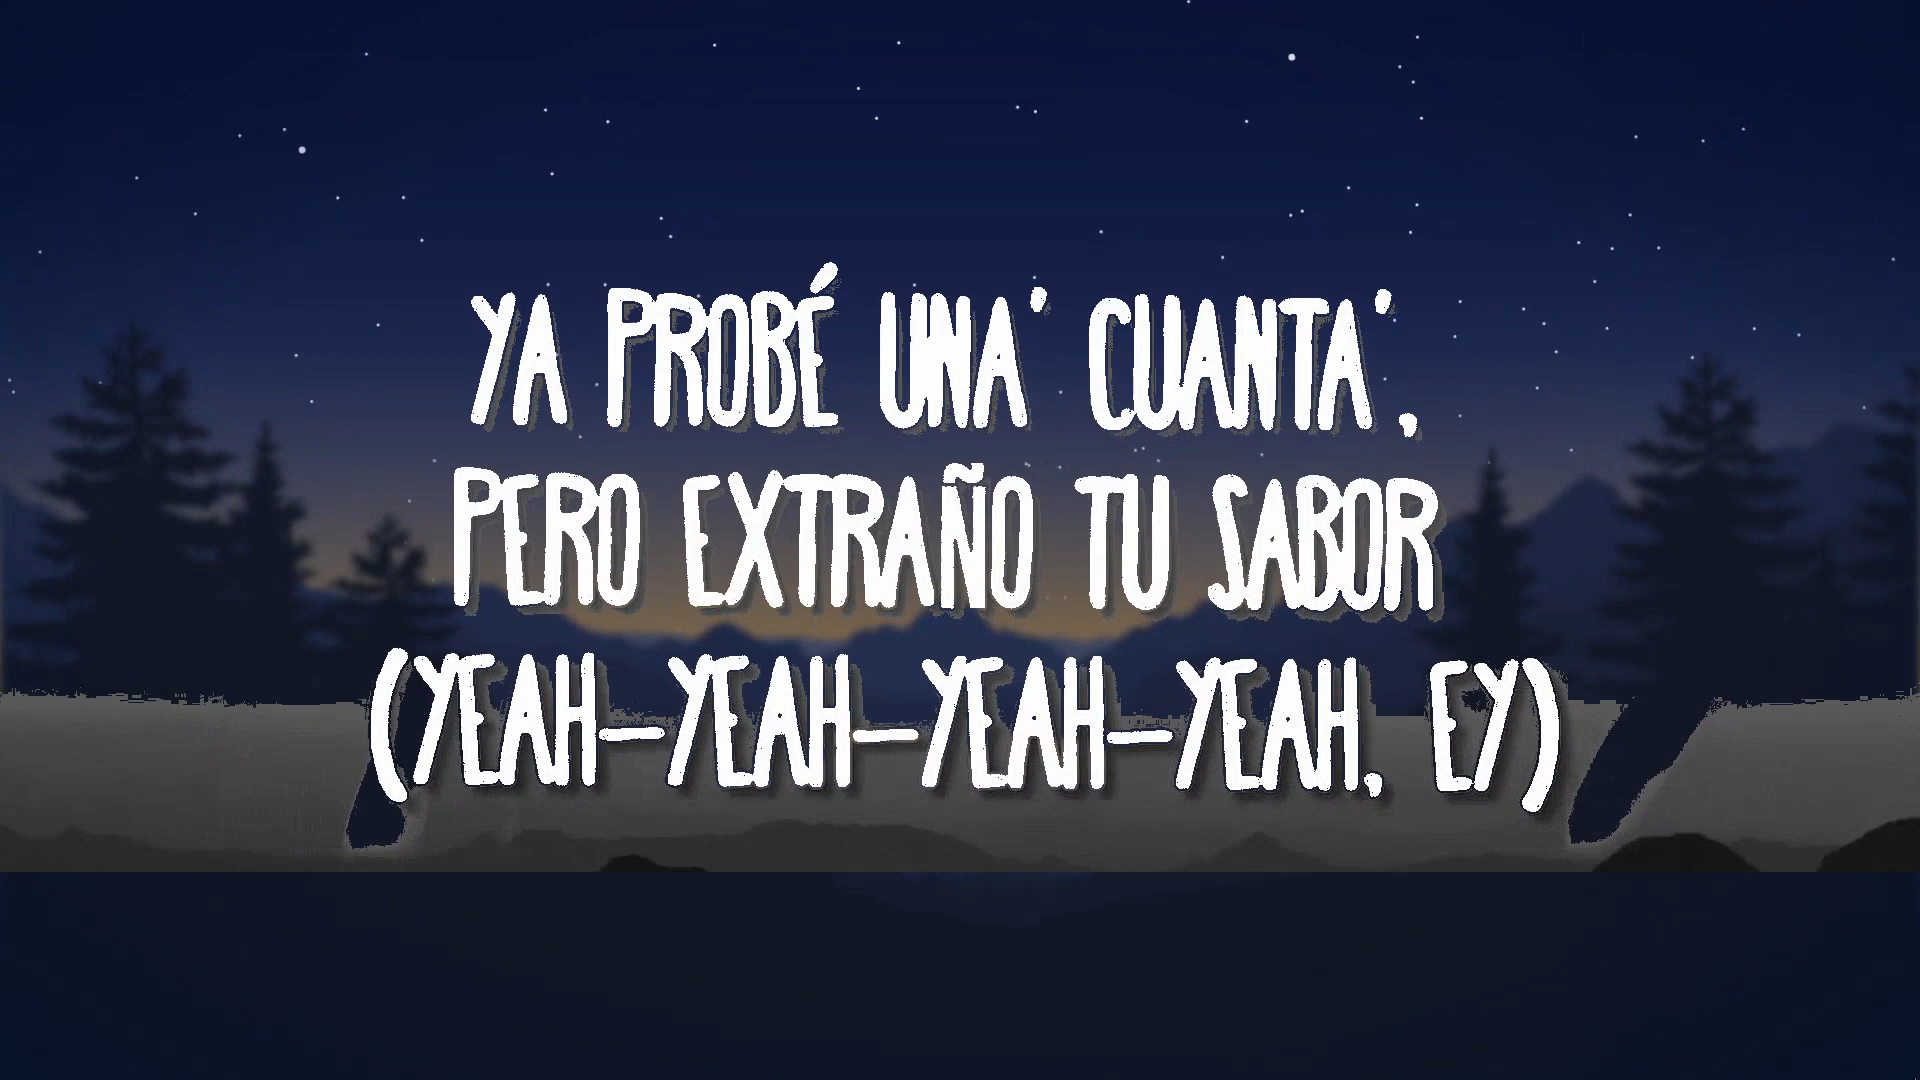 YA PROBÉ UNA' CUANTA',
PERO EXTRAÑO TU SABOR
(YEAH-YEAH-YEAH-YEAH, EY)